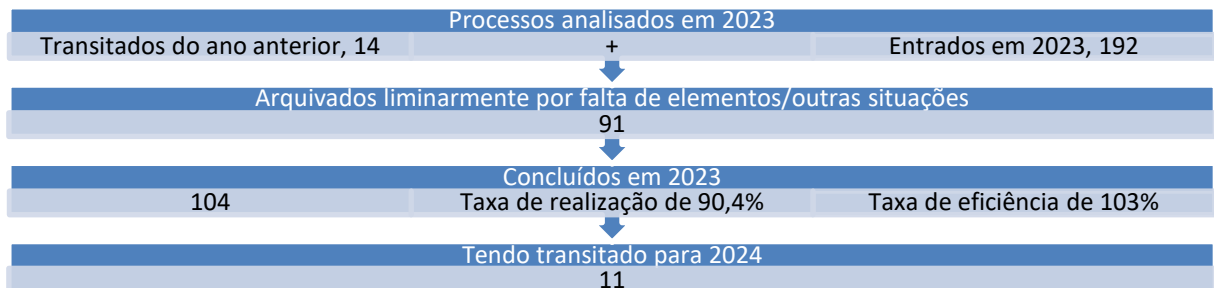 Processos analisados em 2023
Transitados do ano anterior, 14 + Entrados em 2023, 192
Arquivados liminarmente por falta de elementos/outras situações
91
Concluídos em 2023
104 Taxa de realização de 90,4% Taxa de eficiência de 103%
Tendo transitado para 2024
11